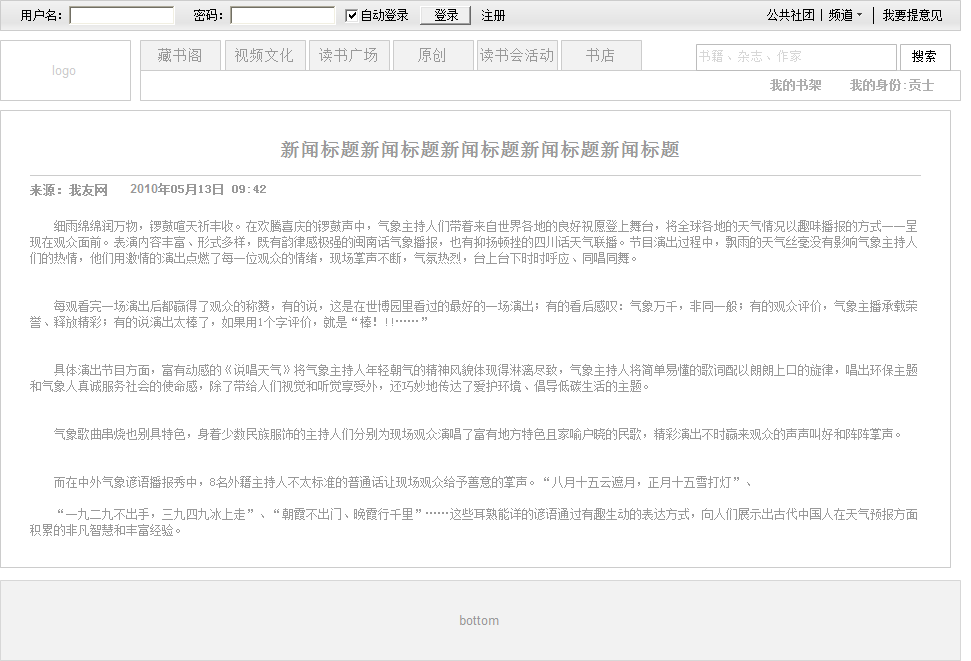 用户名： 密码： 自动登录 登录 注册 公共社团 | 频道 | 我要提意见
logo 藏书阁 视频文化 读书广场 原创 读书会活动 书店 书籍、杂志、作家 搜索
我的书架 我的身份:贡士
新闻标题新闻标题新闻标题新闻标题新闻标题
来源：我友网 2010年05月13日 09:42
细雨绵绵润万物，锣鼓喧天祈丰收。在欢腾喜庆的锣鼓声中，气象主持人们带着来自世界各地的良好祝愿登上舞台，将全球各地的天气情况以趣味播报的方式一一呈
现在观众面前。表演内容丰富、形式多样，既有韵律感极强的闽南话气象播报，也有抑扬顿挫的四川话天气联播。节目演出过程中，飘雨的天气丝毫没有影响气象主持人
们的热情，他们用激情的演出点燃了每一位观众的情绪，现场掌声不断，气氛热烈，台上台下时时呼应、同唱同舞。
每观看完一场演出后都赢得了观众的称赞，有的说，这是在世博园里看过的最好的一场演出；有的看后感叹：气象万千，非同一般；有的观众评价，气象主播承载荣
誉、释放精彩；有的说演出太棒了，如果用1个字评价，就是“棒！!!……”
具体演出节目方面，富有动感的《说唱天气》将气象主持人年轻朝气的精神风貌体现得淋漓尽致，气象主持人将简单易懂的歌词配以朗朗上口的旋律，唱出环保主题
和气象人真诚服务社会的使命感，除了带给人们视觉和听觉享受外，还巧妙地传达了爱护环境、倡导低碳生活的主题。
气象歌曲串烧也别具特色，身着少数民族服饰的主持人们分别为现场观众演唱了富有地方特色且家喻户晓的民歌，精彩演出不时赢来观众的声声叫好和阵阵掌声。
而在中外气象谚语播报秀中，8名外籍主持人不太标准的普通话让现场观众给予善意的掌声。“八月十五云遮月，正月十五雪打灯”、
“一九二九不出手，三九四九冰上走”、“朝霞不出门、晚霞行千里”……这些耳熟能详的谚语通过有趣生动的表达方式，向人们展示出古代中国人在天气预报方面
积累的非凡智慧和丰富经验。
bottom